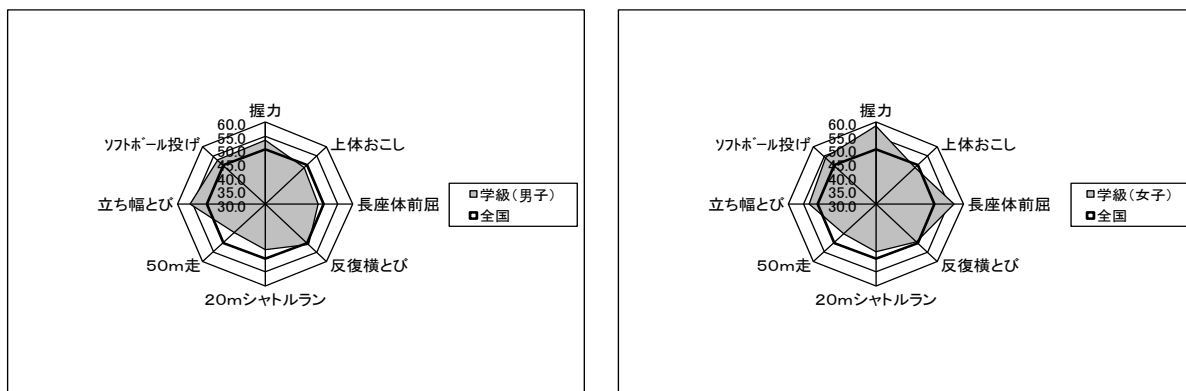 握力
60.0
55.0
50.0
45.0
40.0
35.0
30.0
上体おこし
長座体前屈
反復横とび
20mシャトルラン
50m走
立ち幅とび
ソフトボール投げ
学級(男子)
全国
握力
60.0
55.0
50.0
45.0
40.0
35.0
30.0
上体おこし
長座体前屈
反復横とび
20mシャトルラン
50m走
立ち幅とび
ソフトボール投げ
学級(女子)
全国